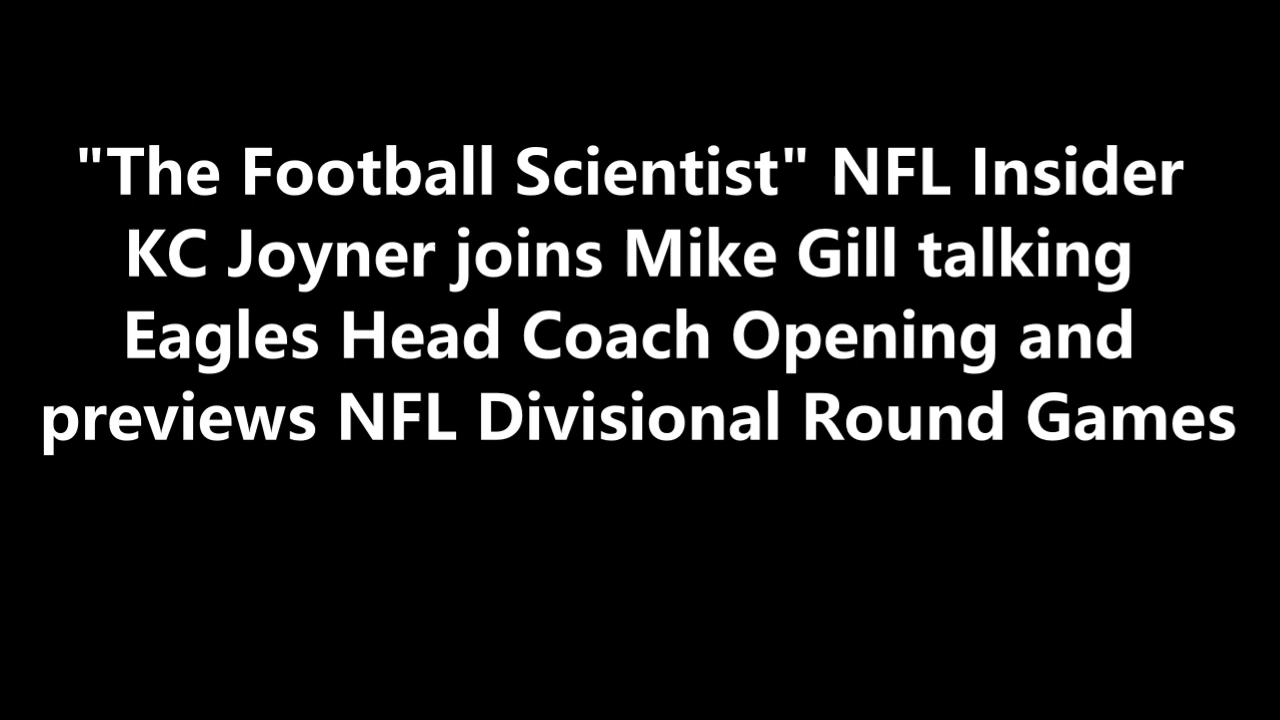 "The Football Scientist" NFL Insider
KC Joyner joins Mike Gill talking
Eagles Head Coach Opening and
previews NFL Divisional Round Games